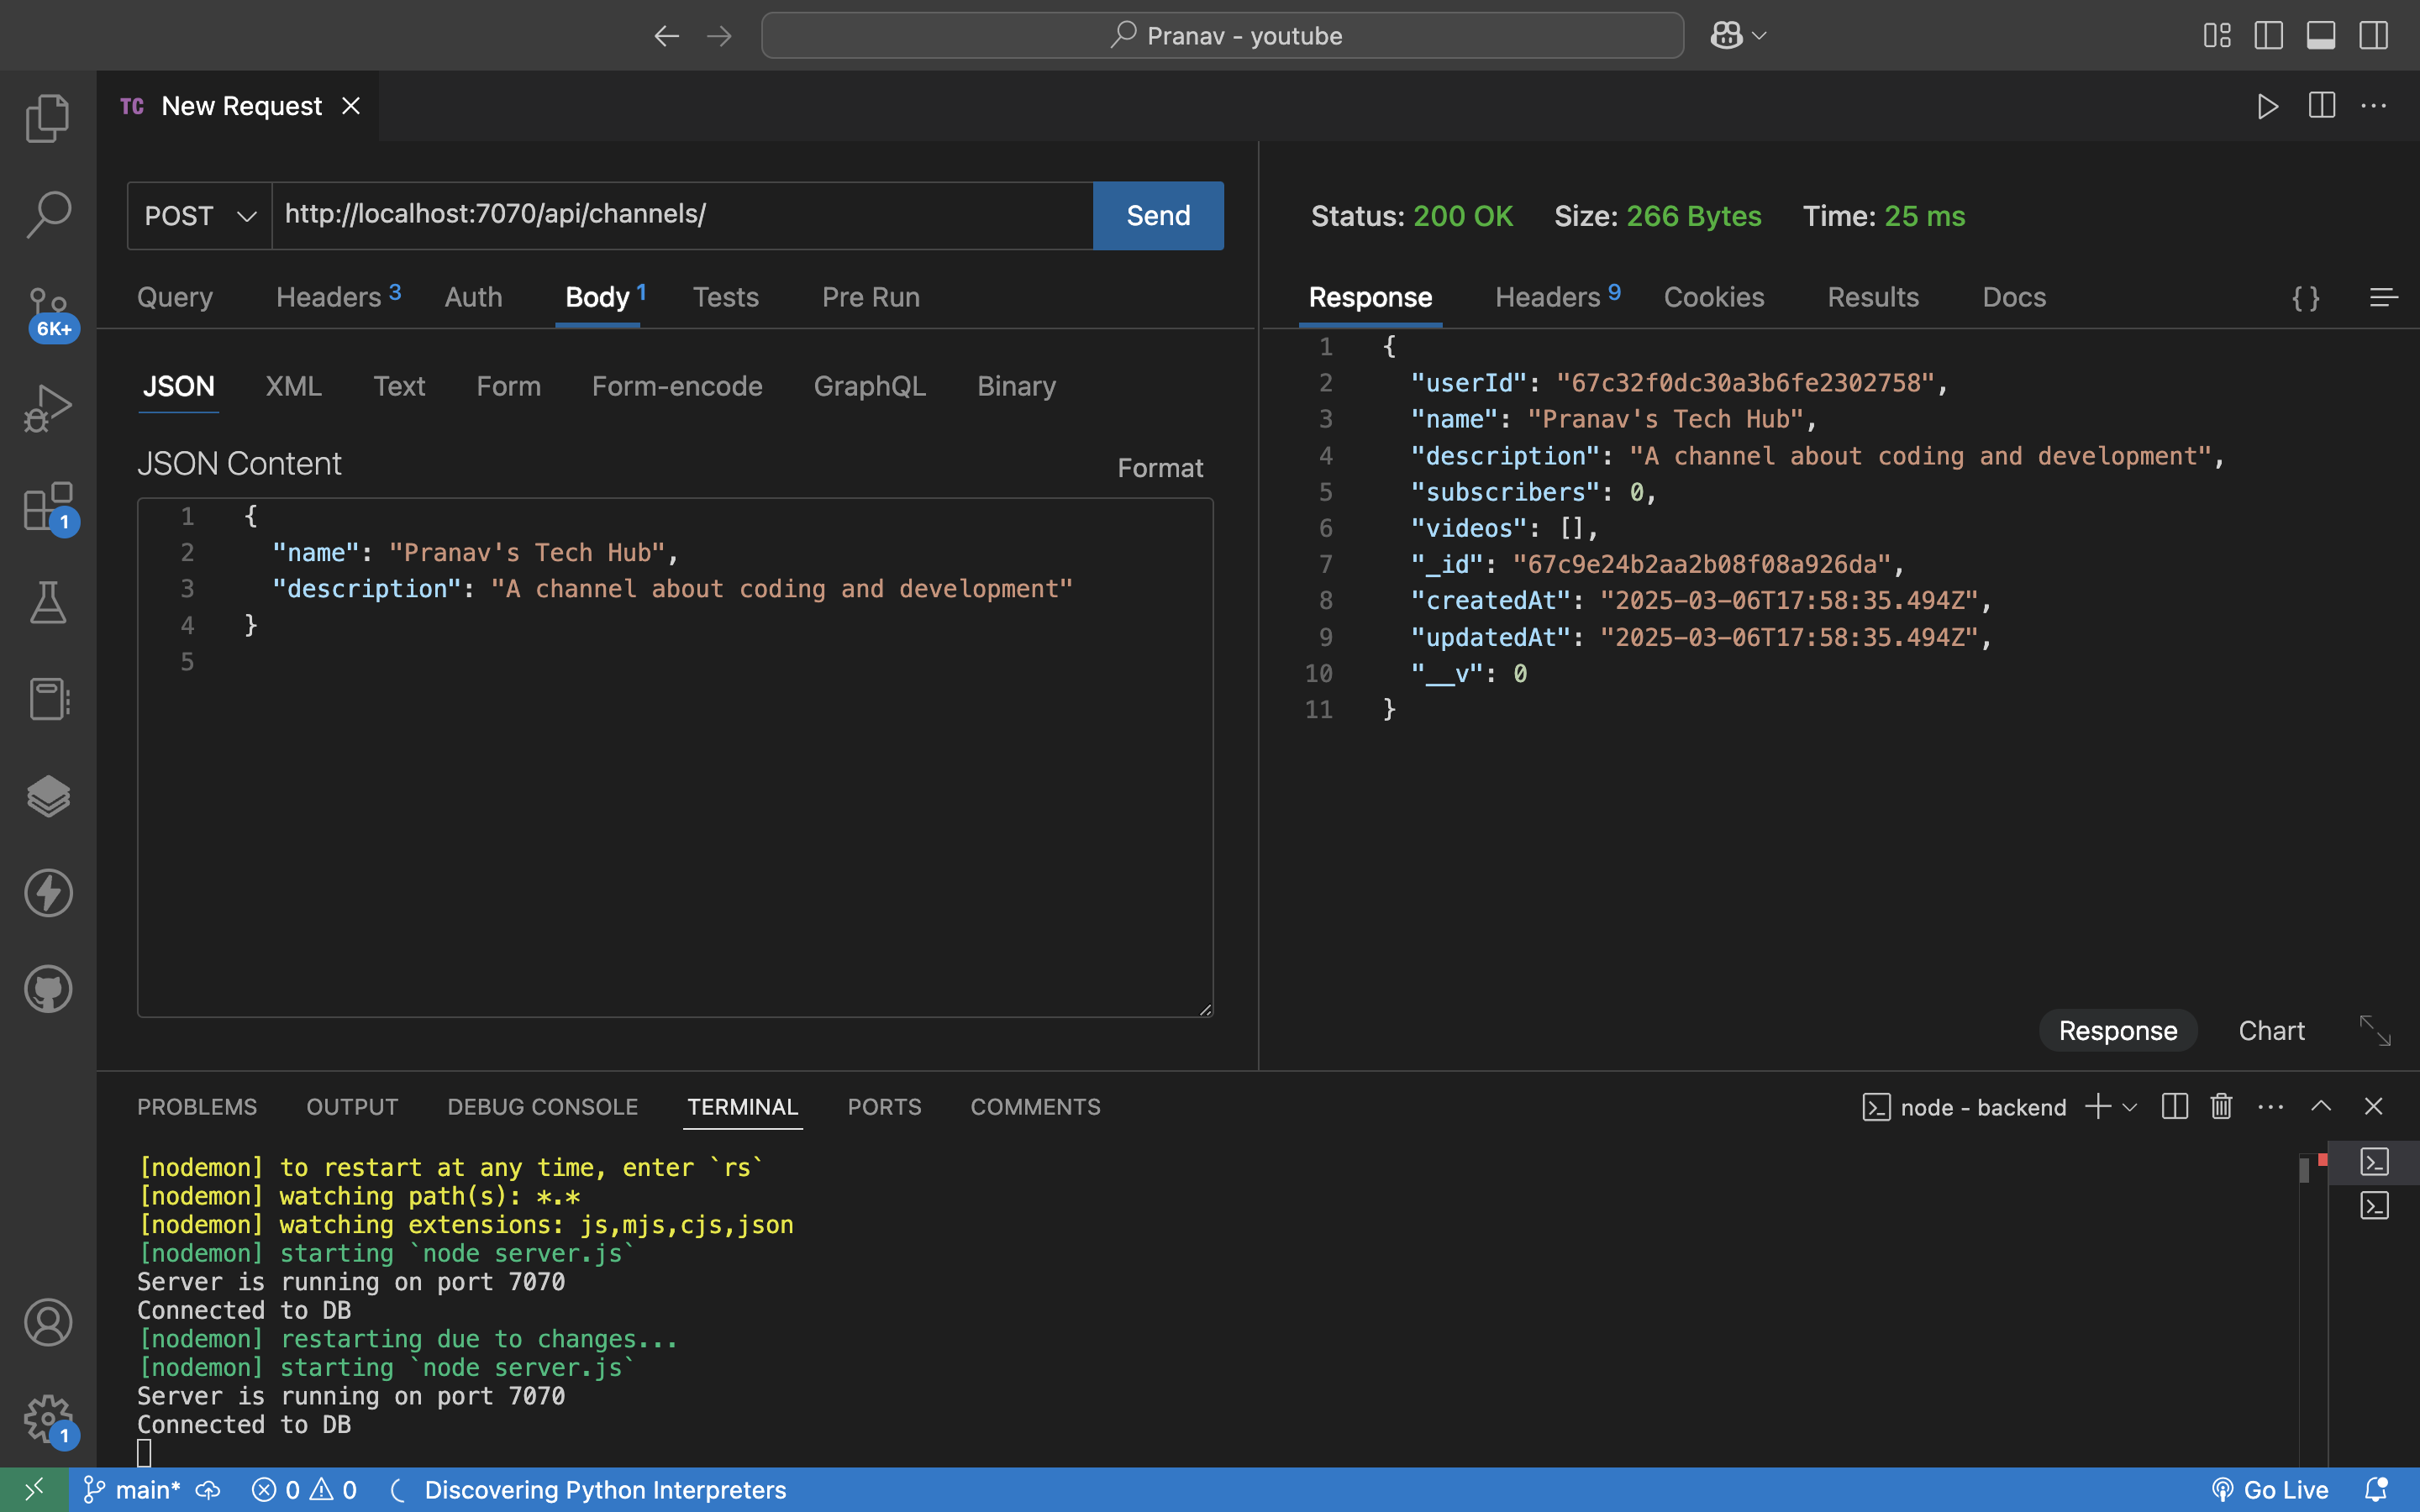 Pranav - youtube
TC New Request
POST http://localhost:7070/api/channels/ Send
Query Headers 3 Auth Body 1 Tests Pre Run
JSON XML Text Form Form-encode GraphQL Binary
JSON Content Format
1 {
2 "name": "Pranav's Tech Hub",
3 "description": "A channel about coding and development"
4 }
5
Status: 200 OK Size: 266 Bytes Time: 25 ms
Response Headers 9 Cookies Results Docs { }
1 {
2 "userId": "67c32f0dc30a3b6fe2302758",
3 "name": "Pranav's Tech Hub",
4 "description": "A channel about coding and development",
5 "subscribers": 0,
6 "videos": [],
7 "_id": "67c9e24b2aa2b08f08a926da",
8 "createdAt": "2025-03-06T17:58:35.494Z",
9 "updatedAt": "2025-03-06T17:58:35.494Z",
10 "__v": 0
11 }
Response Chart
6K+
1
PROBLEMS OUTPUT DEBUG CONSOLE TERMINAL PORTS COMMENTS node - backend
[nodemon] to restart at any time, enter `rs`
[nodemon] watching path(s): *.*
[nodemon] watching extensions: js,mjs,cjs,json
[nodemon] starting `node server.js`
Server is running on port 7070
Connected to DB
[nodemon] restarting due to changes...
[nodemon] starting `node server.js`
Server is running on port 7070
Connected to DB
1
main* 0 0 Discovering Python Interpreters Go Live